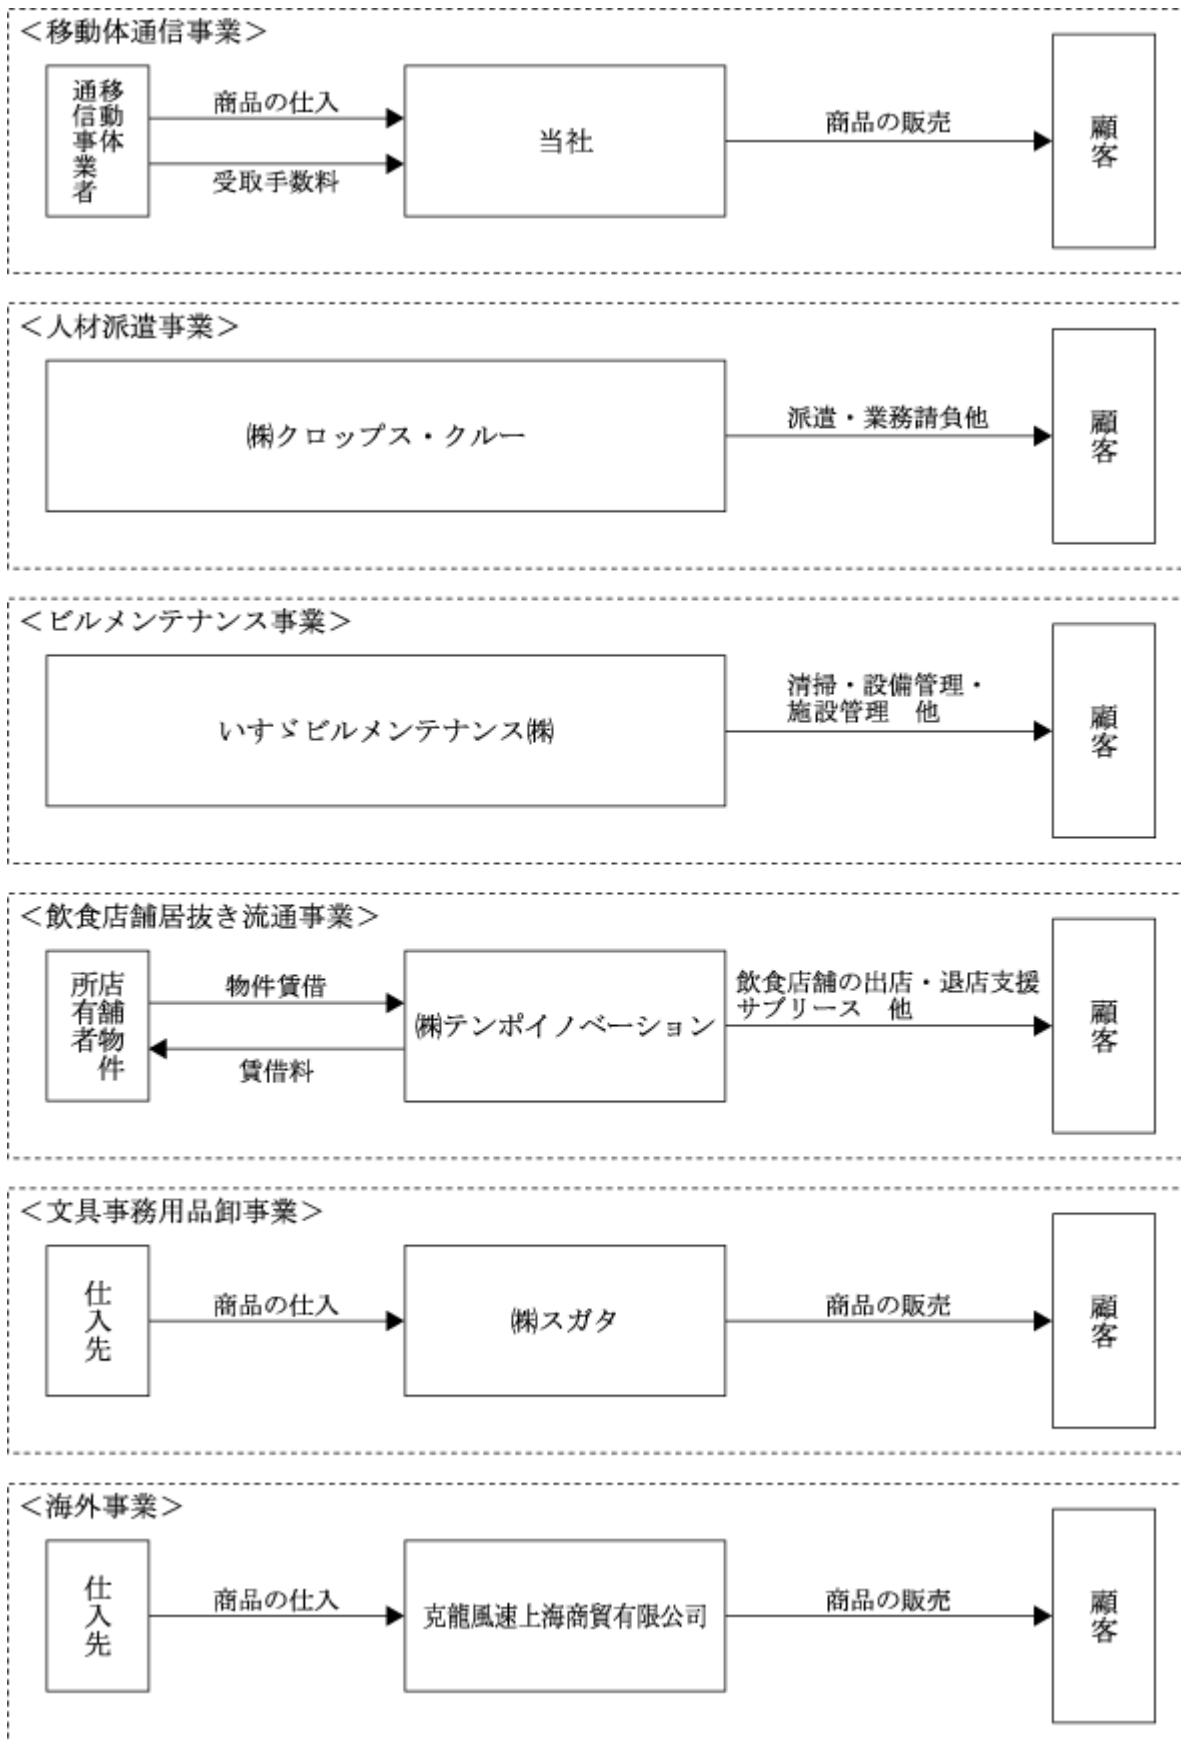 ＜移動体通信事業＞
移動体
通信事業者
商品の仕入
受取手数料
当社
商品の販売
顧客
＜人材派遣事業＞
㈱クロップス・クルー
派遣・業務請負他
顧客
＜ビルメンテナンス事業＞
いすゞビルメンテナンス㈱
清掃・設備管理・
施設管理　他
顧客
＜飲食店舗居抜き流通事業＞
店舗物件
所有者
物件賃借
賃借料
㈱テンポイノベーション
飲食店舗の出店・退店支援
サブリース　他
顧客
＜文具事務用品卸事業＞
仕入先
商品の仕入
㈱スガタ
商品の販売
顧客
＜海外事業＞
仕入先
商品の仕入
克龍風速上海商貿有限公司
商品の販売
顧客